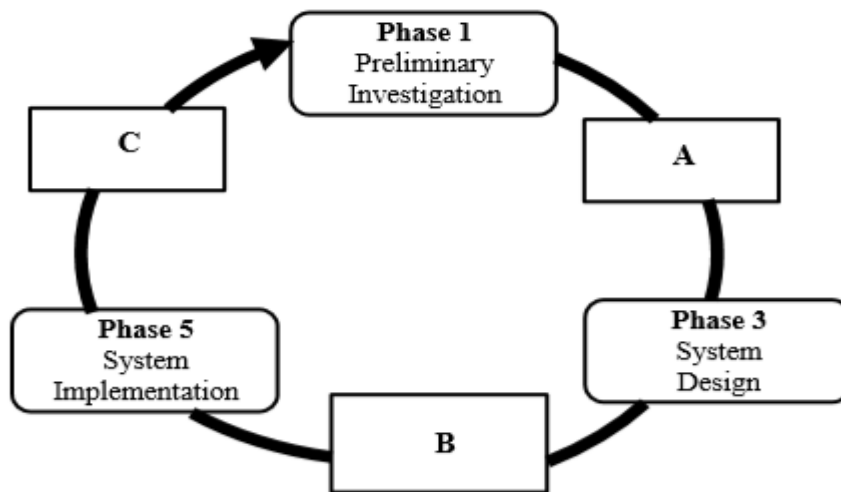 Phase 1
Preliminary
Investigation
C
A
Phase 5
System
Implementation
Phase 3
System
Design
B